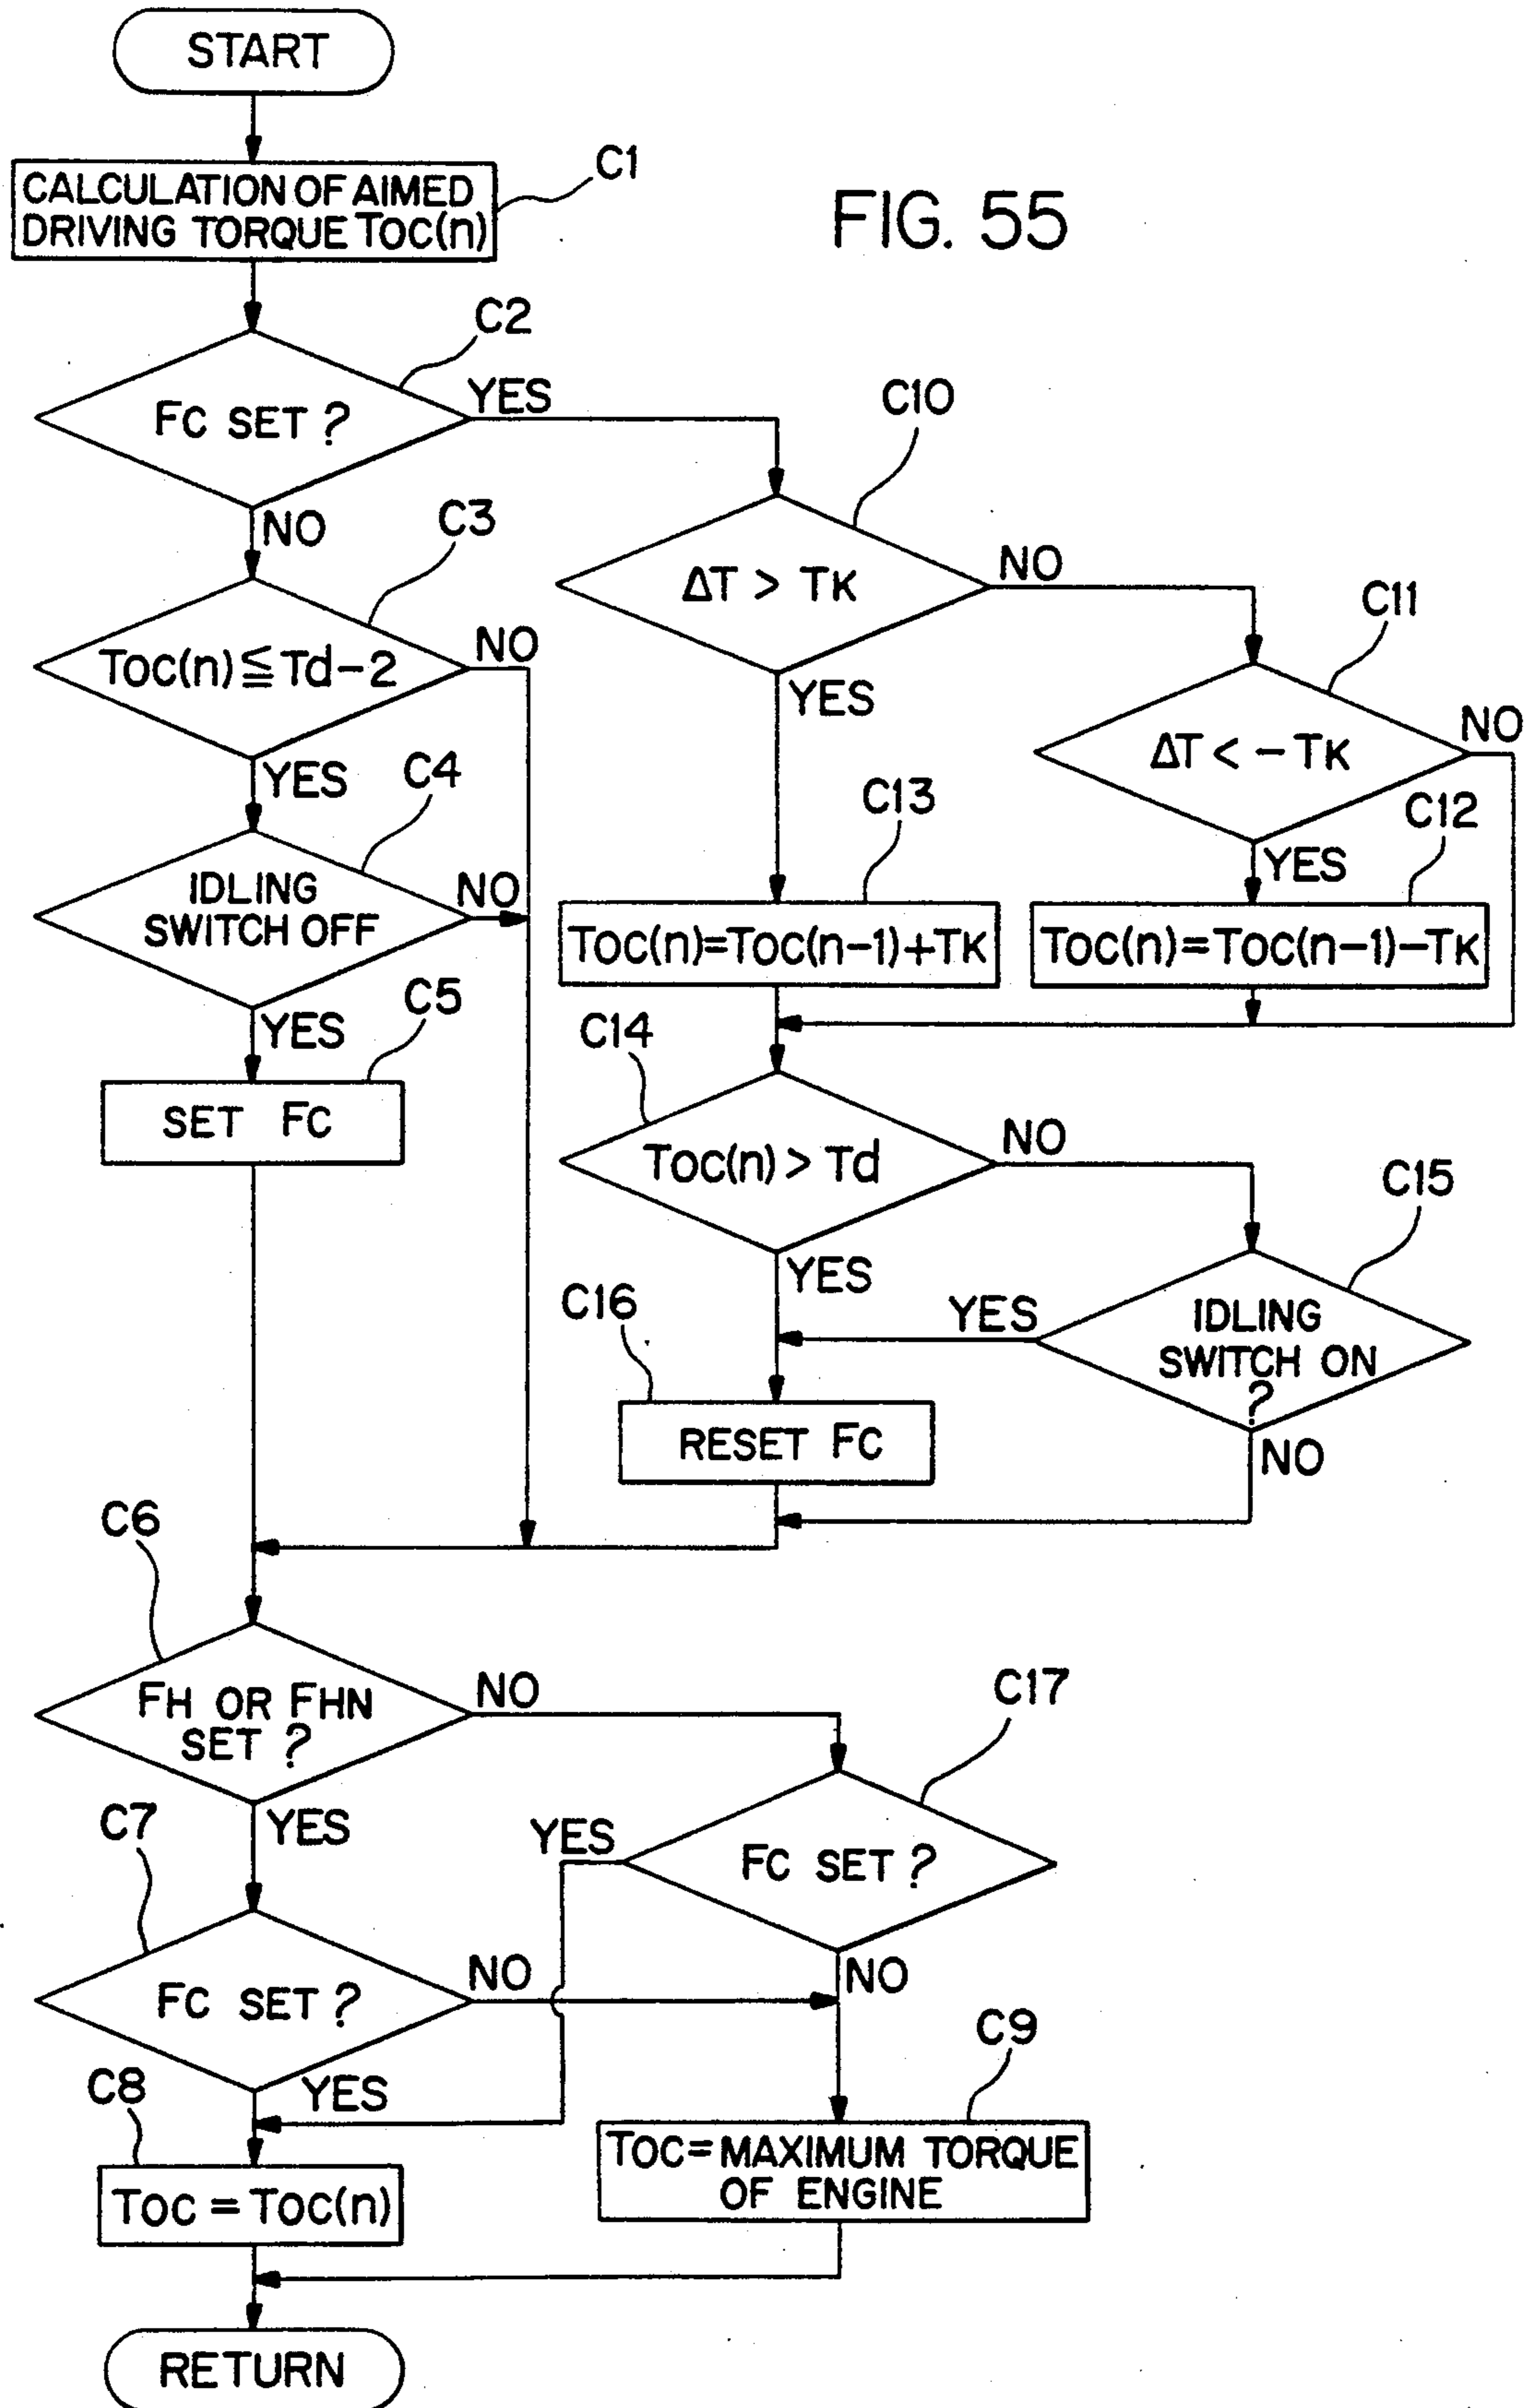 START
C1
CALCULATION OF AIMED
DRIVING TORQUE TOC(n)
FIG. 55
C2
FC SET ?
YES
NO
C10
ΔT > TK
NO
YES
C3
TOC(n) ≦ Td-2
NO
YES
C11
ΔT < - TK
NO
YES
C4
IDLING
SWITCH OFF
NO
YES
C13
TOC(n)=TOC(n-1)+TK
C12
TOC(n)=TOC(n-1)-TK
C5
SET FC
C14
TOC(n) > Td
NO
YES
C15
IDLING
SWITCH ON
?
YES
NO
C16
RESET FC
C6
FH OR FHN
SET ?
NO
YES
C17
FC SET ?
YES
NO
C7
FC SET ?
NO
YES
C8
TOC = TOC(n)
C9
TOC = MAXIMUM TORQUE
OF ENGINE
RETURN